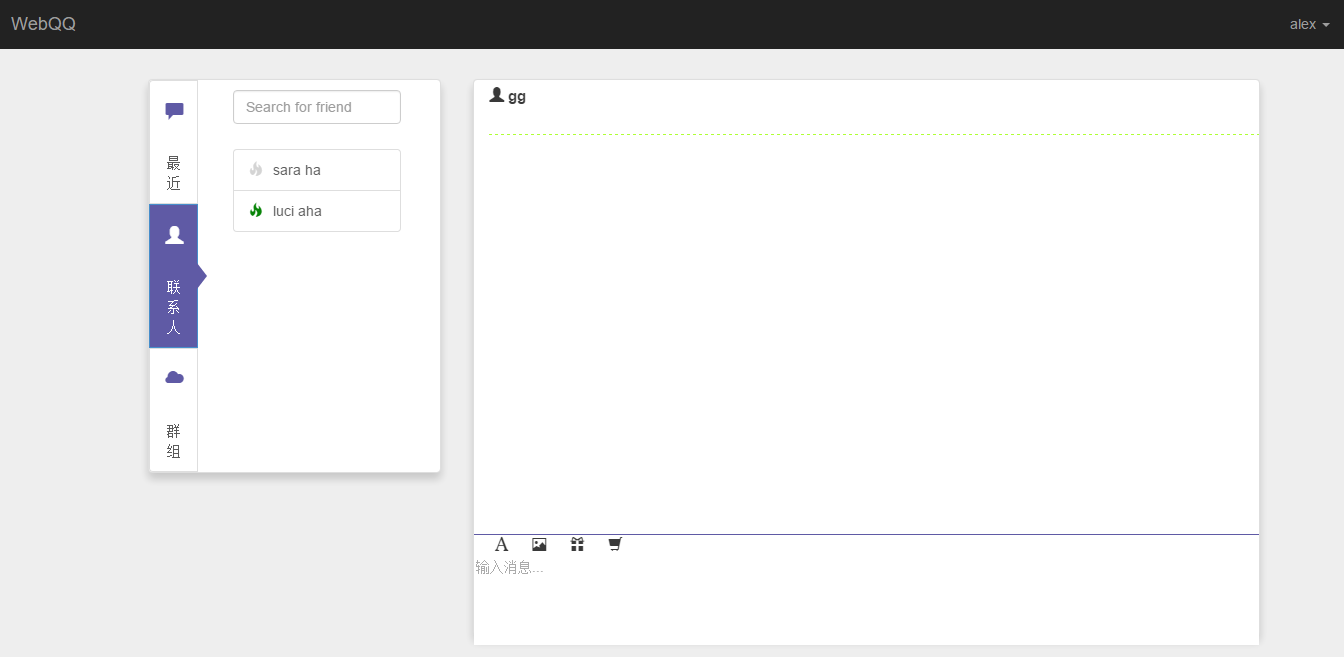 WebQQ
alex
最
近
联
系
人
群
组
Search for friend
sara ha
luci aha
gg
A
输入消息...